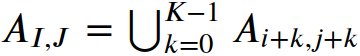 A_{I,J} = ⋃_{k=0}^{K−1} A_{i+k,j+k}